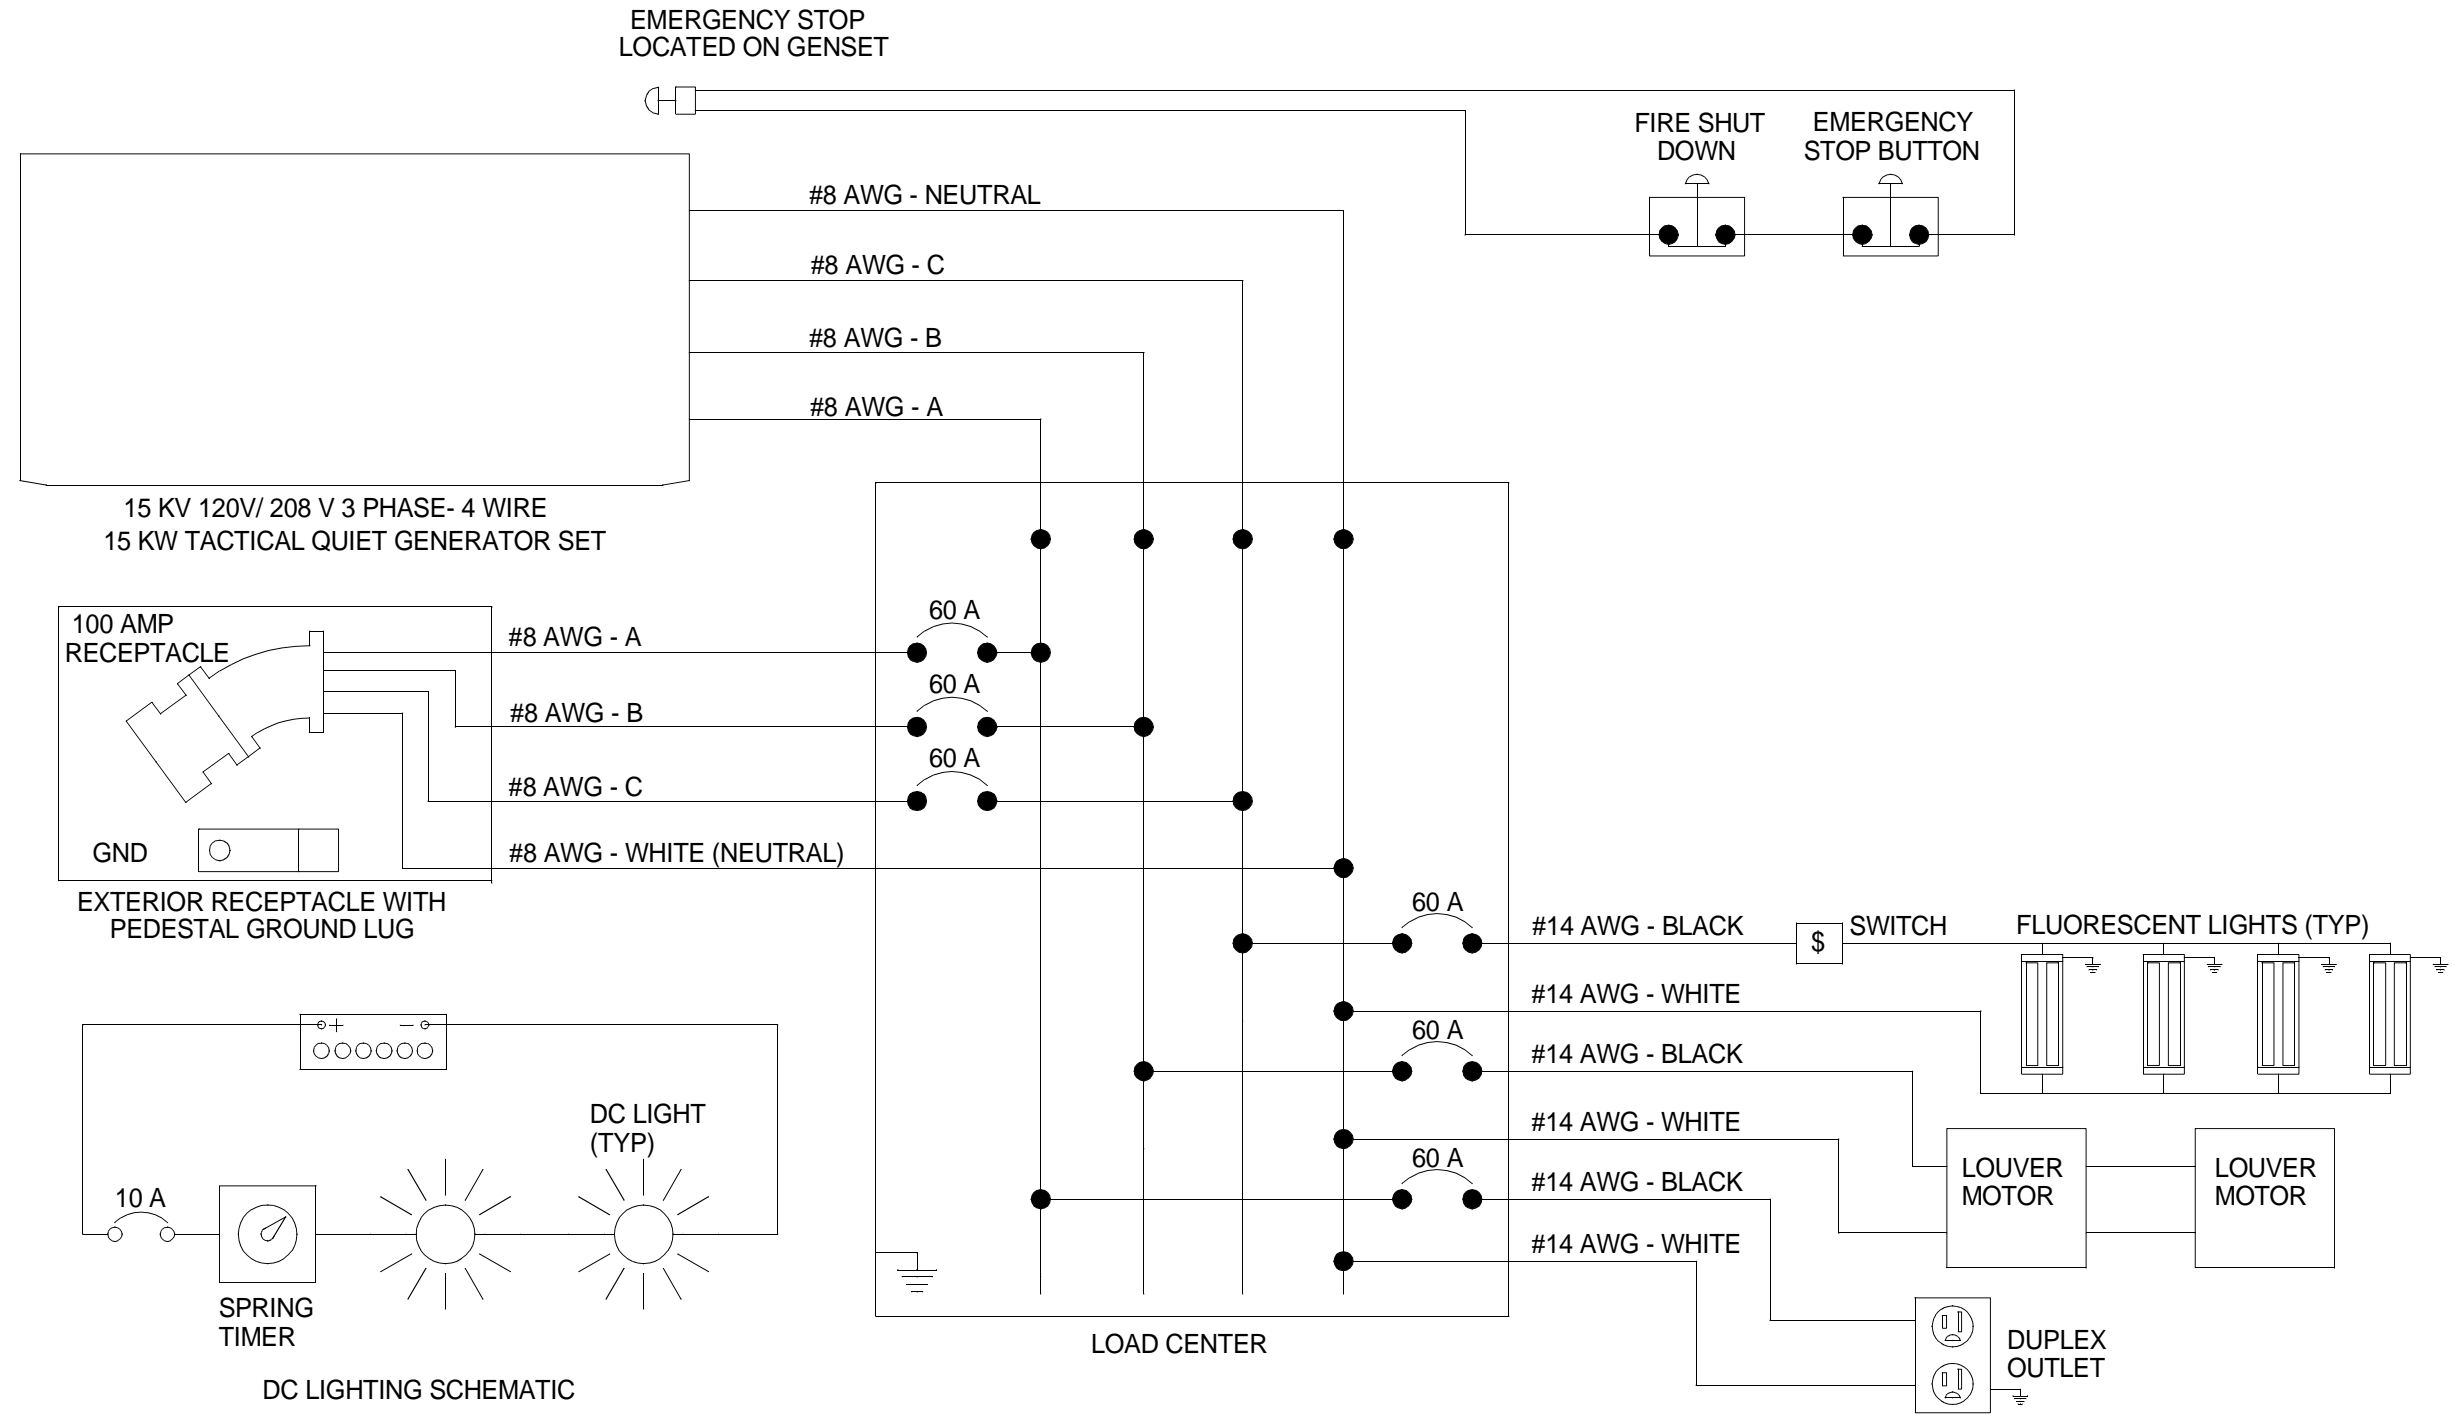 EMERGENCY STOP
LOCATED ON GENSET
FIRE SHUT
DOWN
EMERGENCY
STOP BUTTON
#8 AWG - NEUTRAL
#8 AWG - C
#8 AWG - B
#8 AWG - A
15 KV 120V/ 208 V 3 PHASE- 4 WIRE
15 KW TACTICAL QUIET GENERATOR SET
100 AMP
RECEPTACLE
GND
EXTERIOR RECEPTACLE WITH
PEDESTAL GROUND LUG
#8 AWG - A
#8 AWG - B
#8 AWG - C
#8 AWG - WHITE (NEUTRAL)
60 A
60 A
60 A
60 A
60 A
60 A
LOAD CENTER
#14 AWG - BLACK
#14 AWG - WHITE
#14 AWG - BLACK
#14 AWG - WHITE
#14 AWG - BLACK
#14 AWG - WHITE
$
SWITCH
FLUORESCENT LIGHTS (TYP)
LOUVER
MOTOR
LOUVER
MOTOR
DUPLEX
OUTLET
+ −
DC LIGHT
(TYP)
10 A
SPRING
TIMER
DC LIGHTING SCHEMATIC